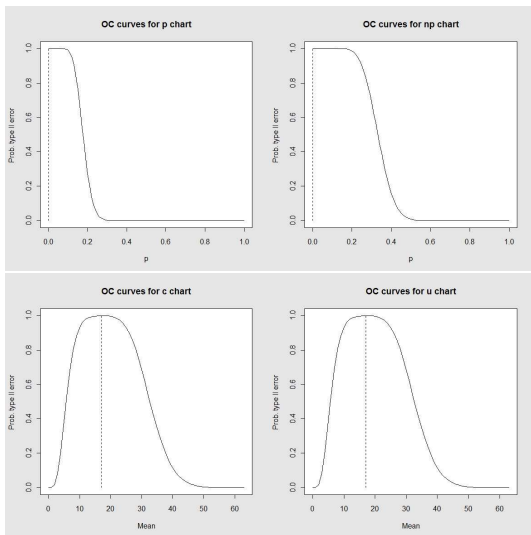 OC curves for p chart
Prob. type II error
0.0 0.2 0.4 0.6 0.8 1.0
0.0 0.2 0.4 0.6 0.8 1.0
p
OC curves for np chart
Prob. type II error
0.0 0.2 0.4 0.6 0.8 1.0
0.0 0.2 0.4 0.6 0.8 1.0
p
OC curves for c chart
Prob. type II error
0.0 0.2 0.4 0.6 0.8 1.0
0 10 20 30 40 50 60
Mean
OC curves for u chart
Prob. type II error
0.0 0.2 0.4 0.6 0.8 1.0
0 10 20 30 40 50 60
Mean